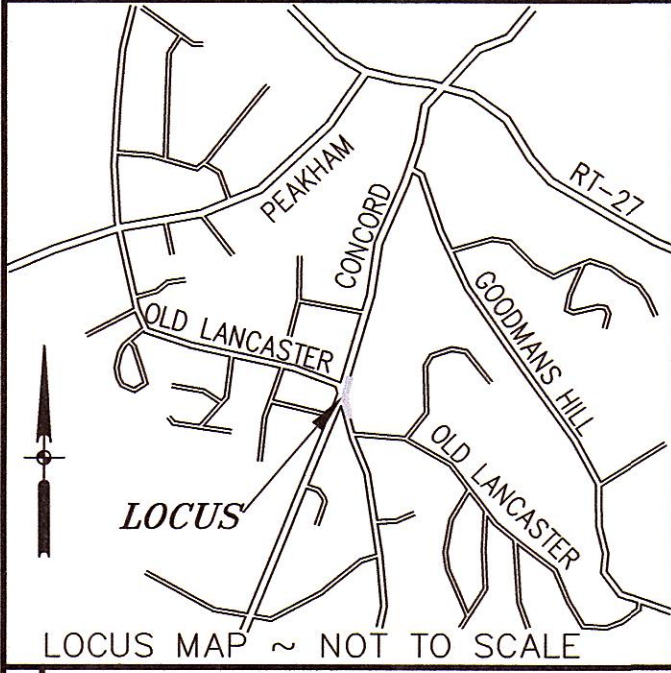 RT-27
PEAKHAM
CONCORD
GOODMANS HILL
OLD LANCASTER
OLD LANCASTER
LOCUS
LOCUS MAP ~ NOT TO SCALE